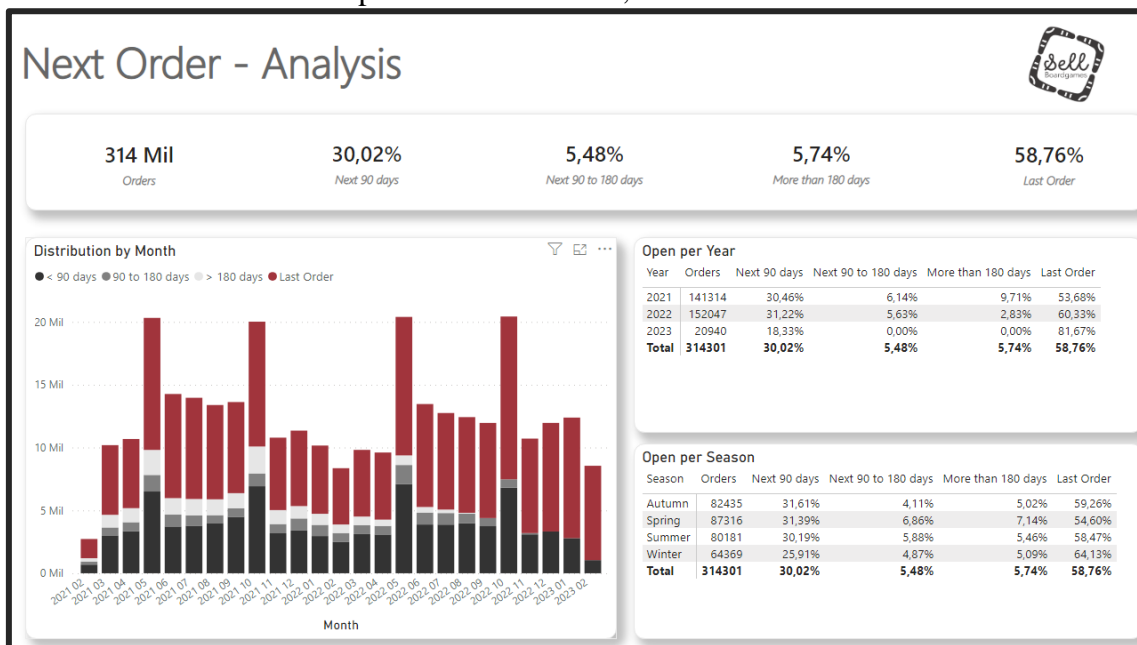 Next Order - Analysis
Sell
Boardgames
314 Mil
Orders
30,02%
Next 90 days
5,48%
Next 90 to 180 days
5,74%
More than 180 days
58,76%
Last Order
Distribution by Month
< 90 days 90 to 180 days > 180 days Last Order
20 Mil
15 Mil
10 Mil
5 Mil
0 Mil
2021 02 2021 03 2021 04 2021 05 2021 06 2021 07 2021 08 2021 09 2021 10 2021 11 2021 12 2022 01 2022 02 2022 03 2022 04 2022 05 2022 06 2022 07 2022 08 2022 09 2022 10 2022 11 2022 12 2023 01 2023 02
Month
Open per Year
Year Orders Next 90 days Next 90 to 180 days More than 180 days Last Order
2021 141314 30,46% 6,14% 9,71% 53,68%
2022 152047 31,22% 5,63% 2,83% 60,33%
2023 20940 18,33% 0,00% 0,00% 81,67%
Total 314301 30,02% 5,48% 5,74% 58,76%
Open per Season
Season Orders Next 90 days Next 90 to 180 days More than 180 days Last Order
Autumn 82435 31,61% 4,11% 5,02% 59,26%
Spring 87316 31,39% 6,86% 7,14% 54,60%
Summer 80181 30,19% 5,88% 5,46% 58,47%
Winter 64369 25,91% 4,87% 5,09% 64,13%
Total 314301 30,02% 5,48% 5,74% 58,76%